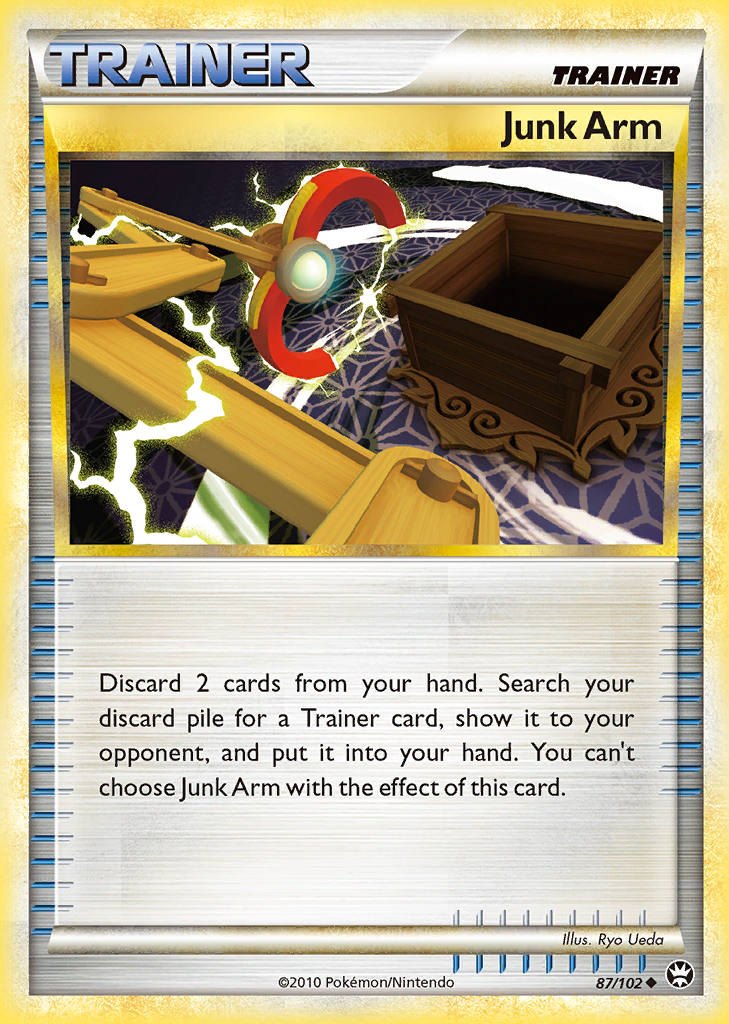 TRAINER
TRAINER
Junk Arm
Discard 2 cards from your hand. Search your
discard pile for a Trainer card, show it to your
opponent, and put it into your hand. You can't
choose Junk Arm with the effect of this card.
Illus. Ryo Ueda
©2010 Pokémon/Nintendo
87/102